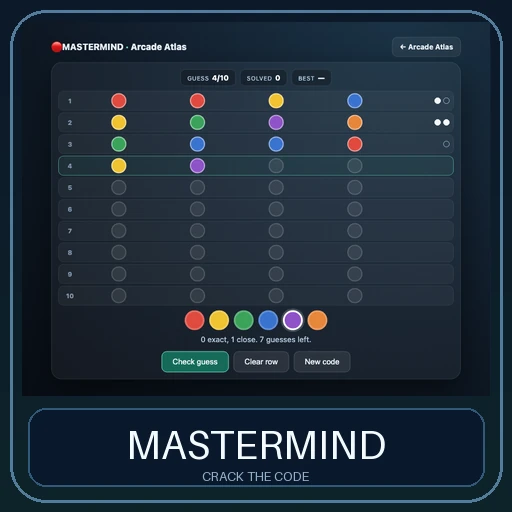 MASTERMIND · Arcade Atlas
← Arcade Atlas
GUESS 4/10 SOLVED 0 BEST —
1
2
3
4
5
6
7
8
9
10
0 exact, 1 close. 7 guesses left.
Check guess Clear row New code
MASTERMIND
CRACK THE CODE